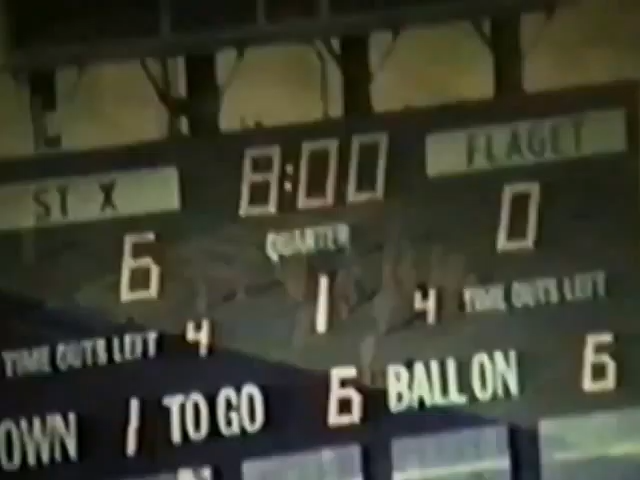 ST X 8:00 FLAGET
6 QUARTER 0
TIME OUTS LEFT 4 1 4 TIME OUTS LEFT
OWN 1 TO GO 6 BALL ON 6